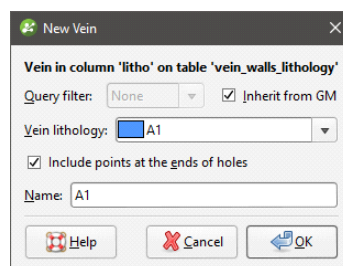 New Vein
Vein in column 'litho' on table 'vein_walls_lithology'
Query filter: None Inherit from GM
Vein lithology: A1
Include points at the ends of holes
Name: A1
Help Cancel OK